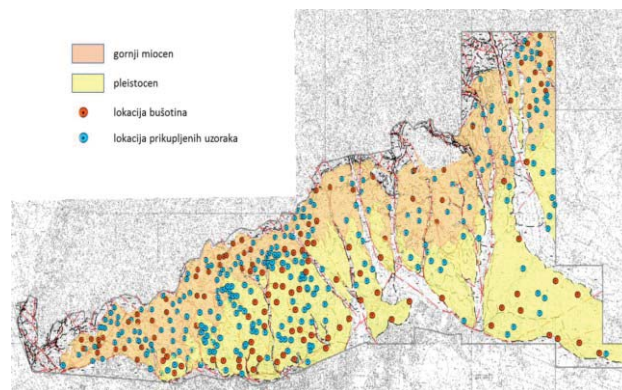 gornji miocen
pleistocen
lokacija bušotina
lokacija prikupljenih uzoraka